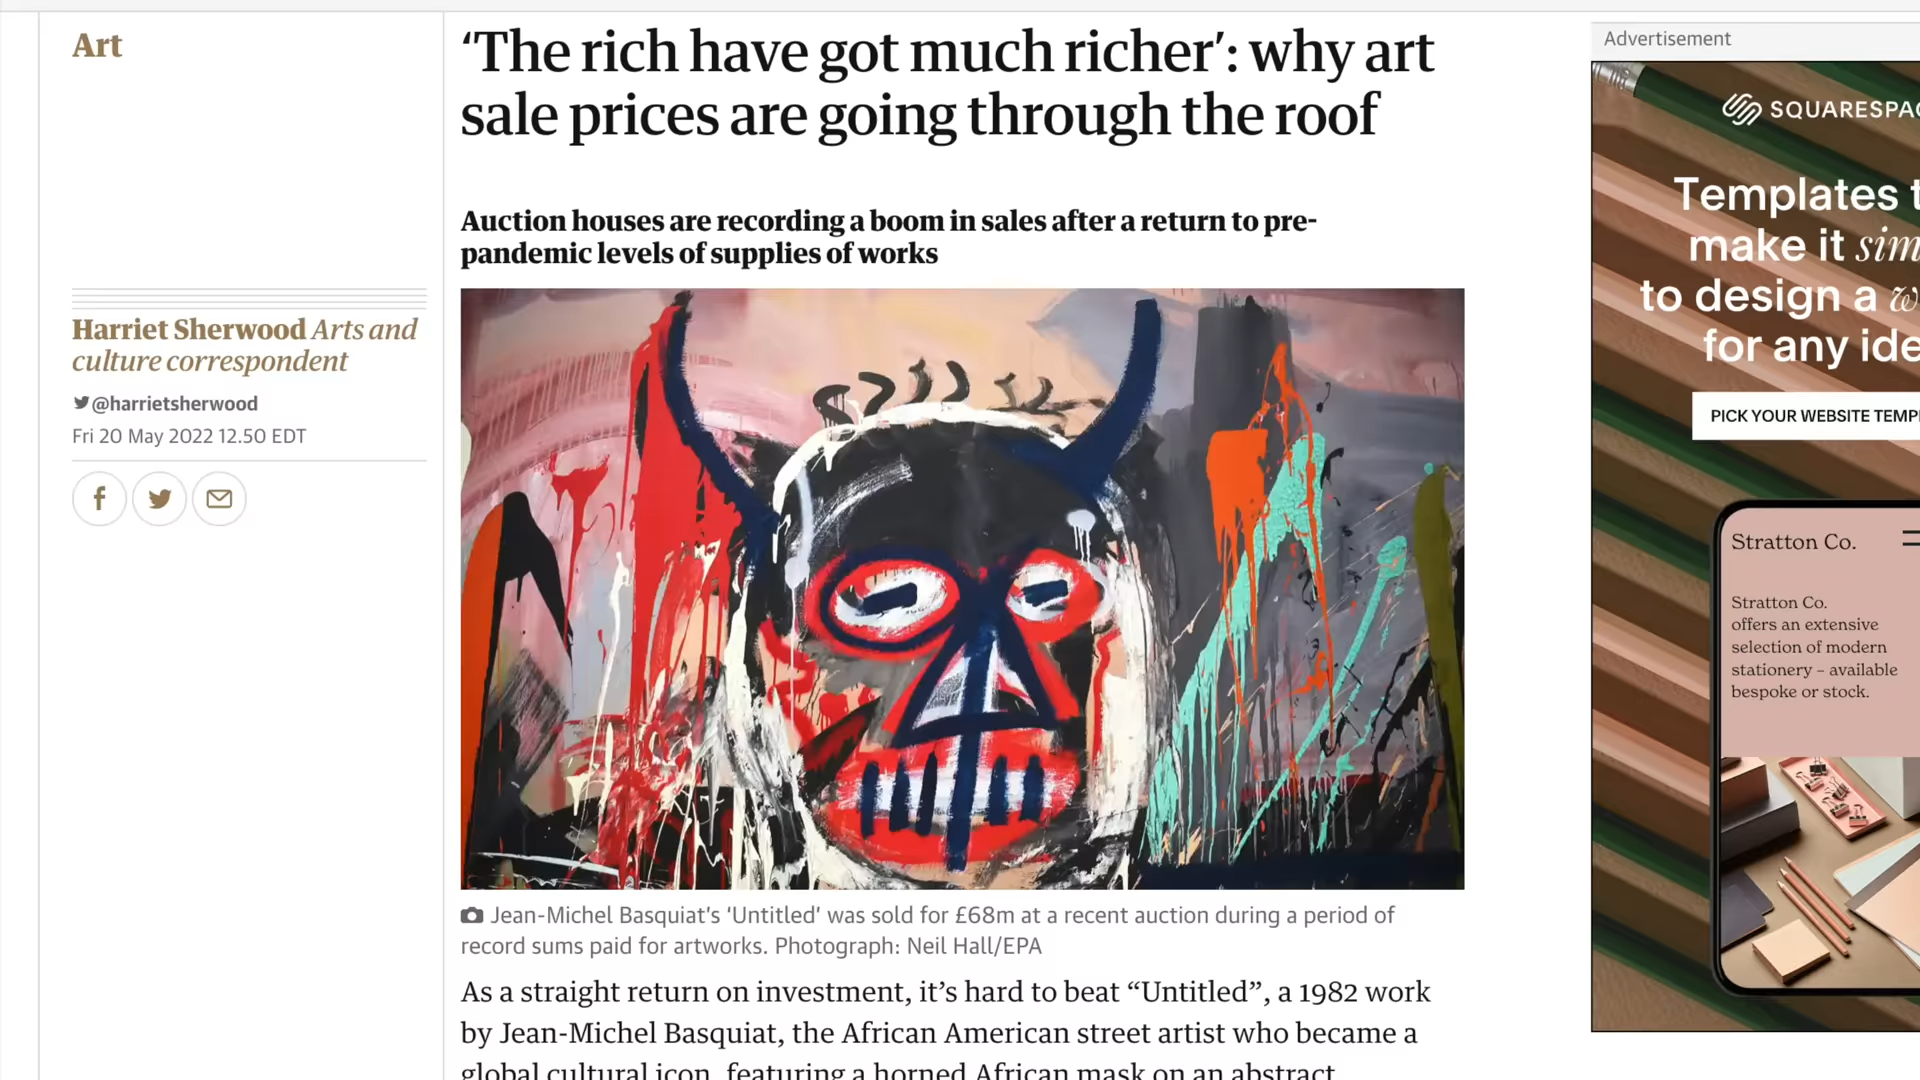 Art
‘The rich have got much richer’: why art
sale prices are going through the roof
Auction houses are recording a boom in sales after a return to pre-
pandemic levels of supplies of works
Harriet Sherwood Arts and
culture correspondent
@harrietsherwood
Fri 20 May 2022 12.50 EDT
Jean-Michel Basquiat’s ‘Untitled’ was sold for £68m at a recent auction during a period of
record sums paid for artworks. Photograph: Neil Hall/EPA
As a straight return on investment, it’s hard to beat “Untitled”, a 1982 work
by Jean-Michel Basquiat, the African American street artist who became a
global cultural icon, featuring a horned African mask on an abstract
Advertisement
SQUARESPAC
Templates t
make it sim
to design a w
for any ide
PICK YOUR WEBSITE TEMPL
Stratton Co.
Stratton Co.
offers an extensive
selection of modern
stationery – available
bespoke or stock.